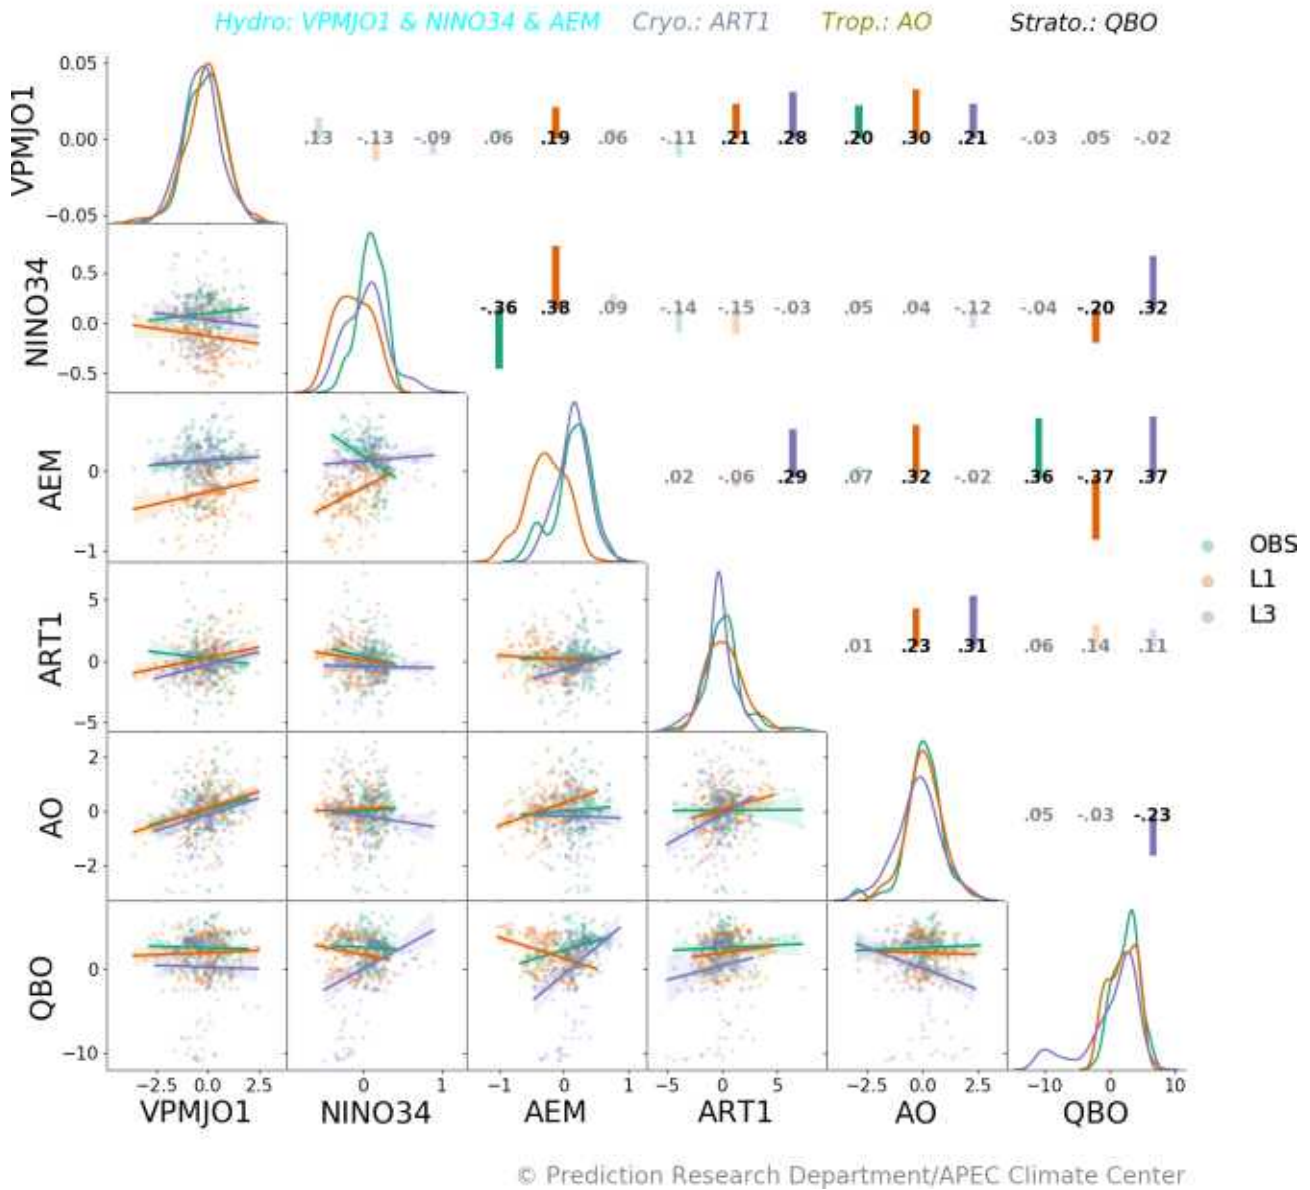 Hydro: VPMJO1 & NINO34 & AEM Cryo.: ART1 Trop.: AO Strato.: QBO
0.05
VPMJO1 0.00 .13 -.13 -.09 .06 .19 .06 -.11 .21 .28 .20 .30 .21 -.03 .05 -.02
−0.05
0.5
NINO34 0.0 -.36 .38 .09 -.14 -.15 -.03 .05 .04 -.12 -.04 -.20 .32
−0.5
AEM 0 .02 -.06 .29 .07 .32 -.02 .36 -.37 .37
−1
OBS
L1
L3
5
ART1 0 .01 .23 .31 .06 .14 .11
−5
2
AO 0 .05 -.03 -.23
−2
QBO 0
−10
−2.5 0.0 2.5 0 1 −1 0 1 −5 0 5 −2.5 0.0 2.5 −10 0 10
VPMJO1 NINO34 AEM ART1 AO QBO
© Prediction Research Department/APEC Climate Center